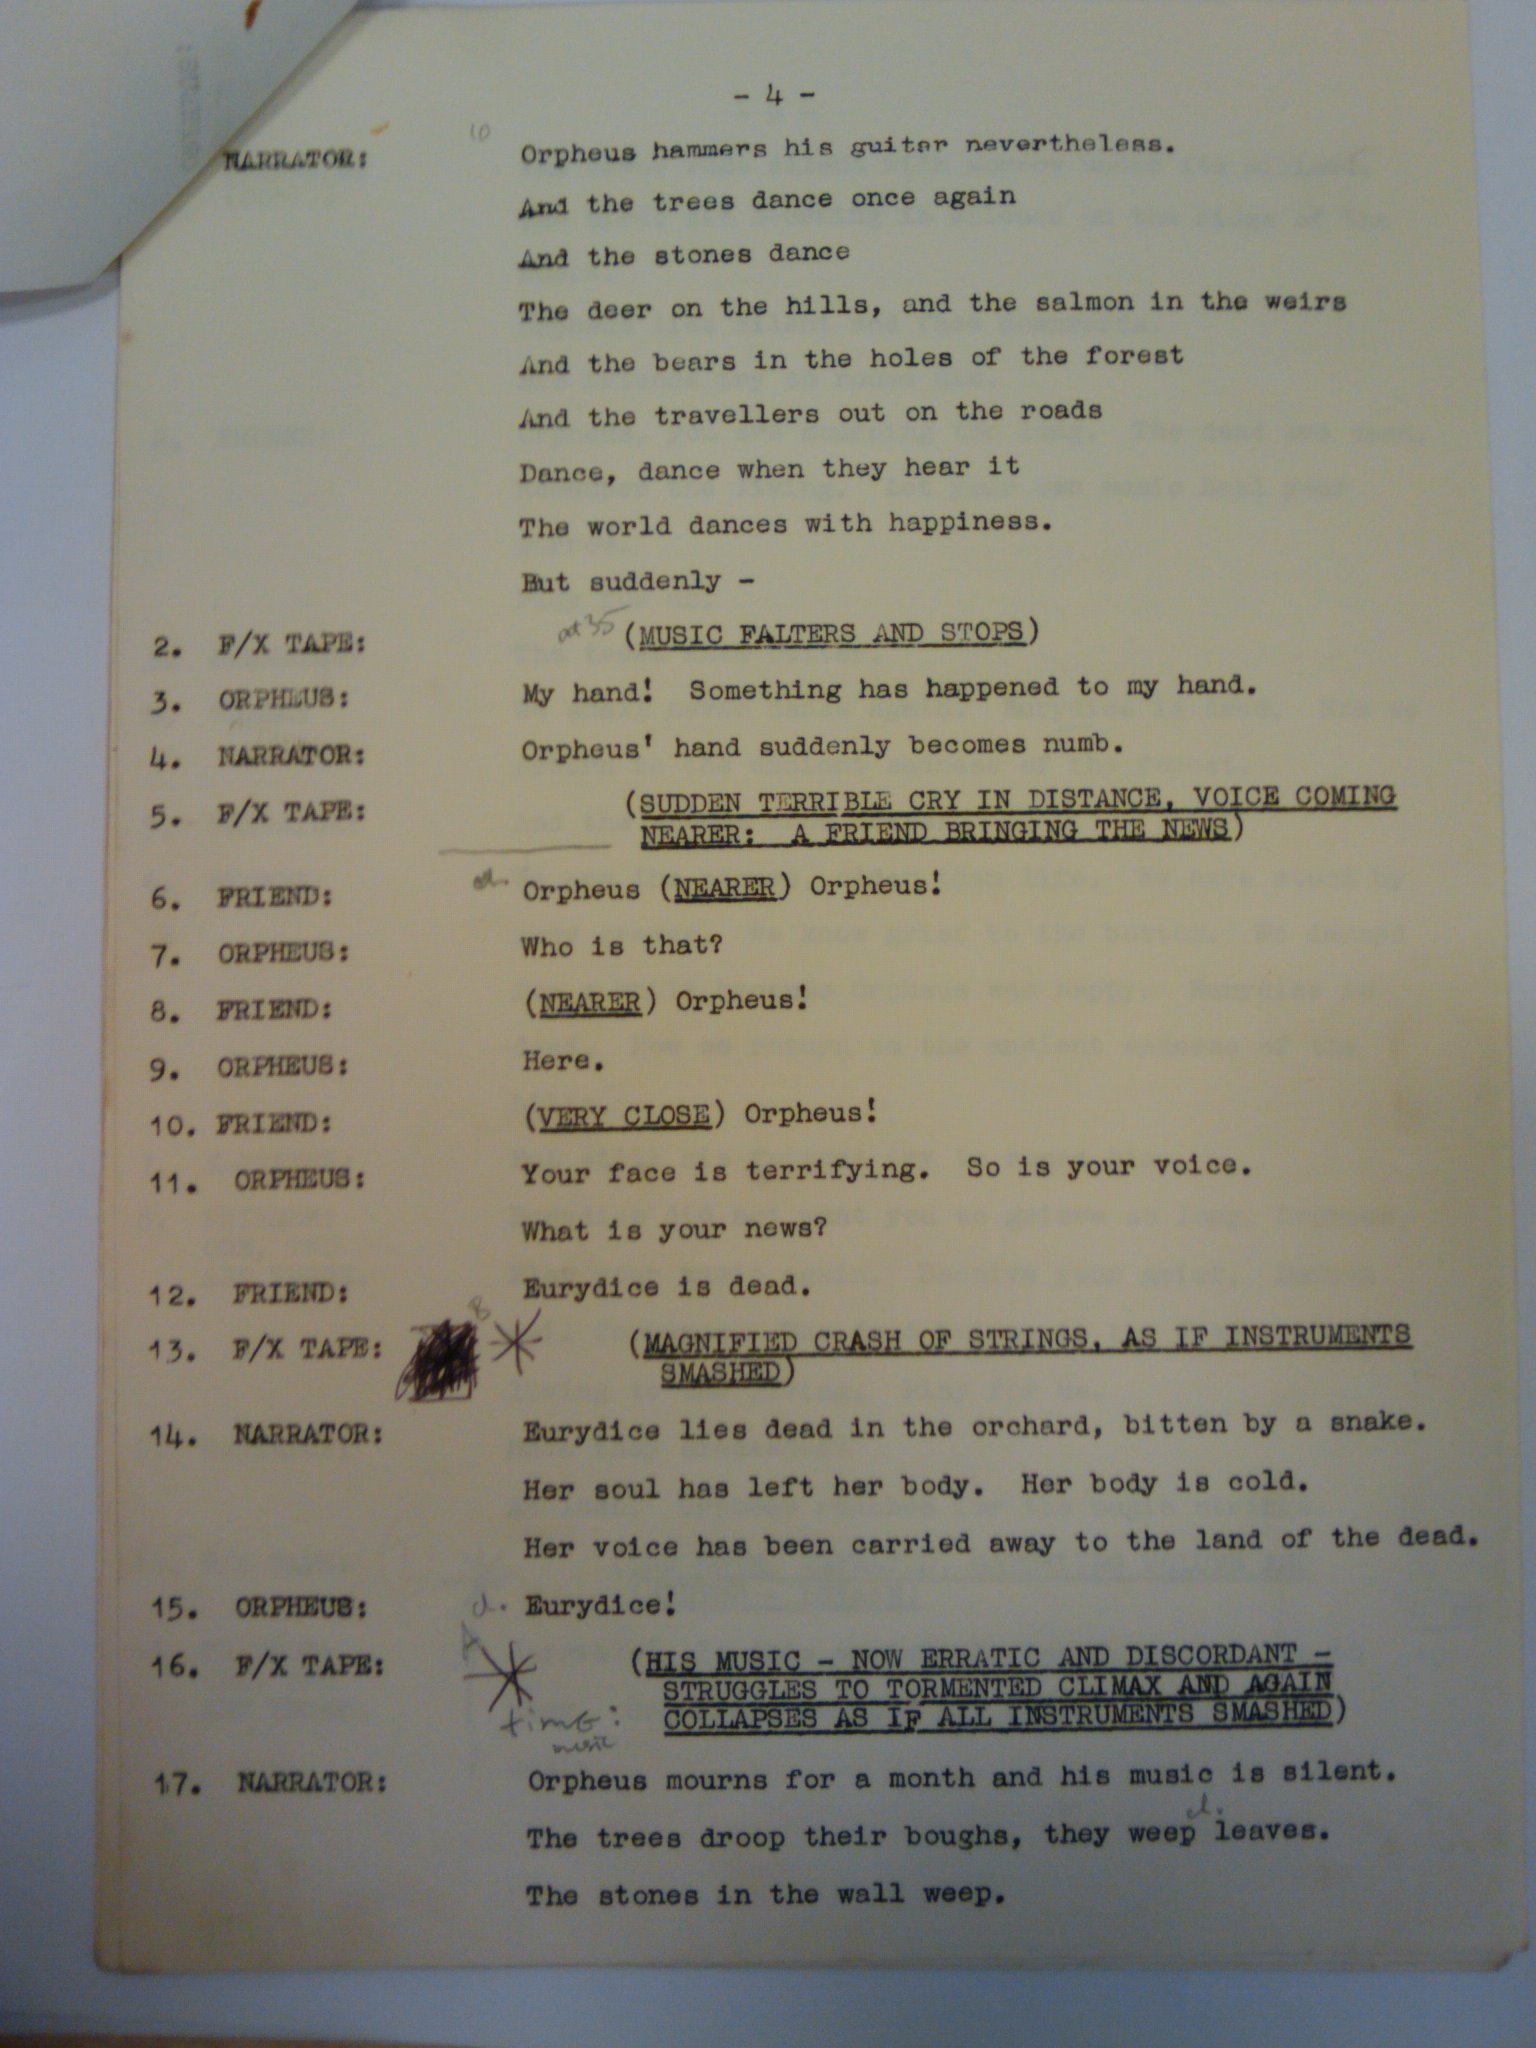 - 4 -
10
NARRATOR: Orpheus hammers his guitar nevertheless.
And the trees dance once again
And the stones dance
The deer on the hills, and the salmon in the weirs
And the bears in the holes of the forest
And the travellers out on the roads
Dance, dance when they hear it
The world dances with happiness.
But suddenly -
2. F/X TAPE: at 35 (MUSIC FALTERS AND STOPS)
3. ORPHEUS: My hand! Something has happened to my hand.
4. NARRATOR: Orpheus' hand suddenly becomes numb.
5. F/X TAPE: (SUDDEN TERRIBLE CRY IN DISTANCE, VOICE COMING
NEARER: A FRIEND BRINGING THE NEWS)
6. FRIEND: Orpheus (NEARER) Orpheus!
7. ORPHEUS: Who is that?
8. FRIEND: (NEARER) Orpheus!
9. ORPHEUS: Here.
10. FRIEND: (VERY CLOSE) Orpheus!
11. ORPHEUS: Your face is terrifying. So is your voice.
What is your news?
12. FRIEND: Eurydice is dead.
13. F/X TAPE: 8 (MAGNIFIED CRASH OF STRINGS, AS IF INSTRUMENTS
SMASHED)
14. NARRATOR: Eurydice lies dead in the orchard, bitten by a snake.
Her soul has left her body. Her body is cold.
Her voice has been carried away to the land of the dead.
15. ORPHEUS: d. Eurydice!
16. F/X TAPE: (HIS MUSIC - NOW ERRATIC AND DISCORDANT -
STRUGGLES TO TORMENTED CLIMAX AND AGAIN
time: COLLAPSES AS IF ALL INSTRUMENTS SMASHED)
music
17. NARRATOR: Orpheus mourns for a month and his music is silent.
d.
The trees droop their boughs, they weep leaves.
The stones in the wall weep.